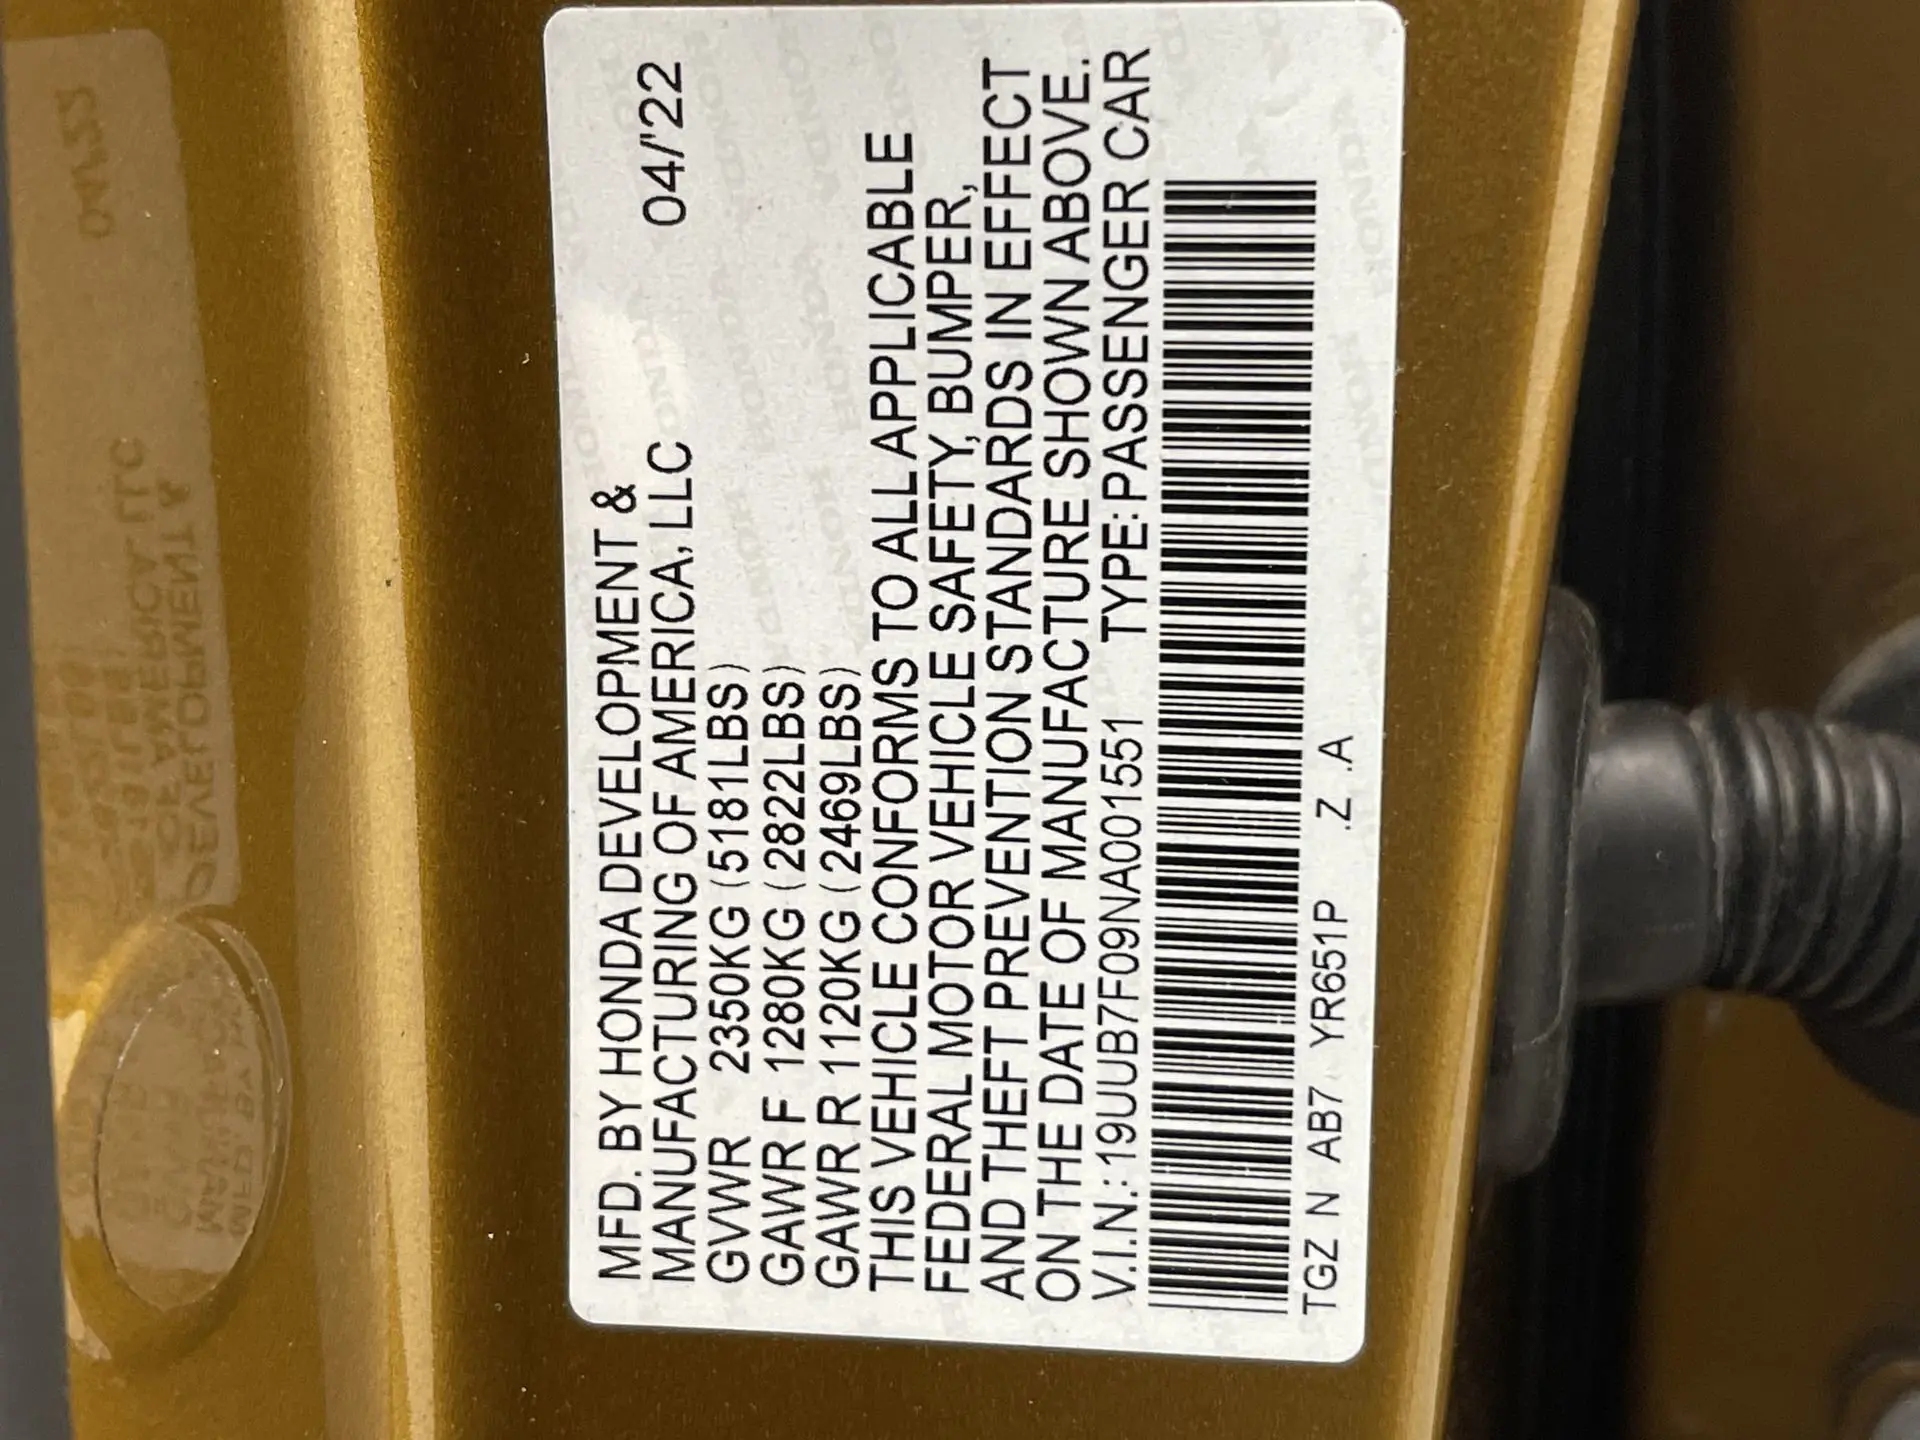 MFD. BY HONDA DEVELOPMENT &
MANUFACTURING OF AMERICA, LLC 04/'22
GVWR 2350KG (5181LBS)
GAWR F 1280KG (2822LBS)
GAWR R 1120KG (2469LBS)
THIS VEHICLE CONFORMS TO ALL APPLICABLE
FEDERAL MOTOR VEHICLE SAFETY, BUMPER,
AND THEFT PREVENTION STANDARDS IN EFFECT
ON THE DATE OF MANUFACTURE SHOWN ABOVE.
V.I.N.: 19UUB7F09NA001551 TYPE: PASSENGER CAR
TGZ N AB7 YR651P .Z .A